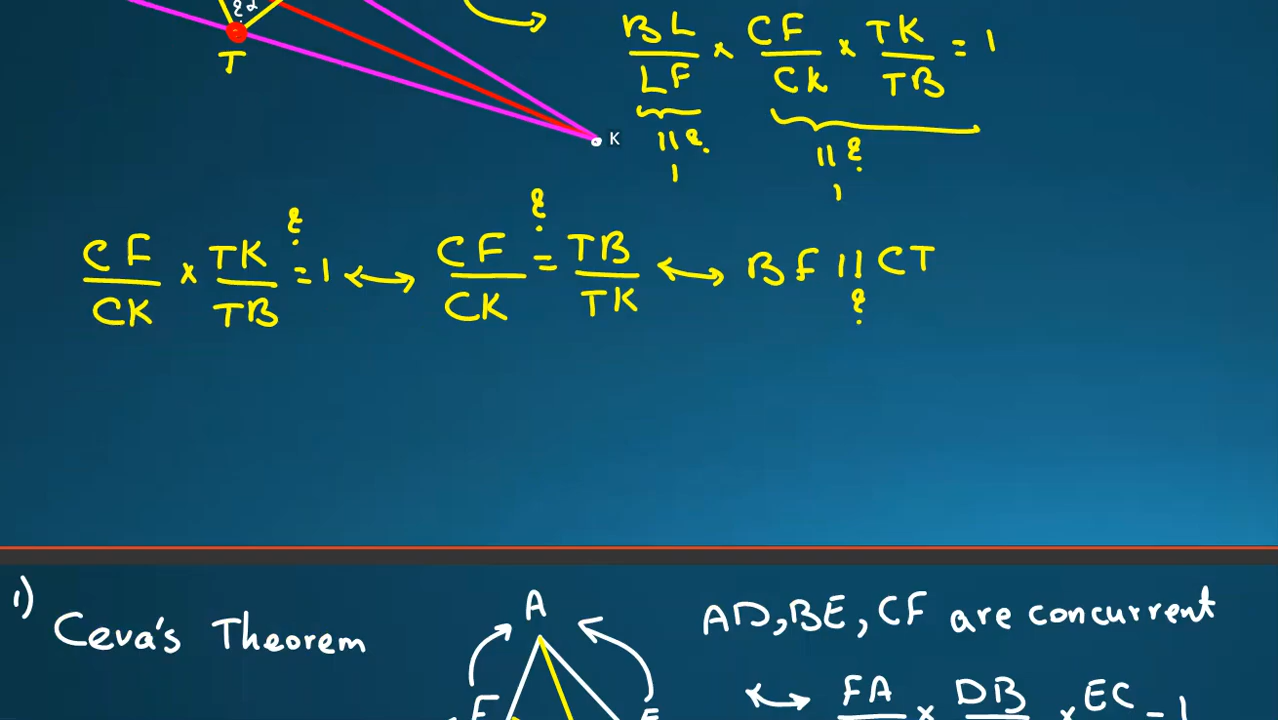 ?2
T
K
BL/LF × CF/CK × TK/TB = 1
|| ? || ?
1 1
CF/CK × TK/TB ?= 1 ↔ CF/CK ?= TB/TK ↔ BF || CT
?
1)
Ceva's Theorem
A
F
E
AD, BE, CF are concurrent
↔ FA × DB × EC = 1